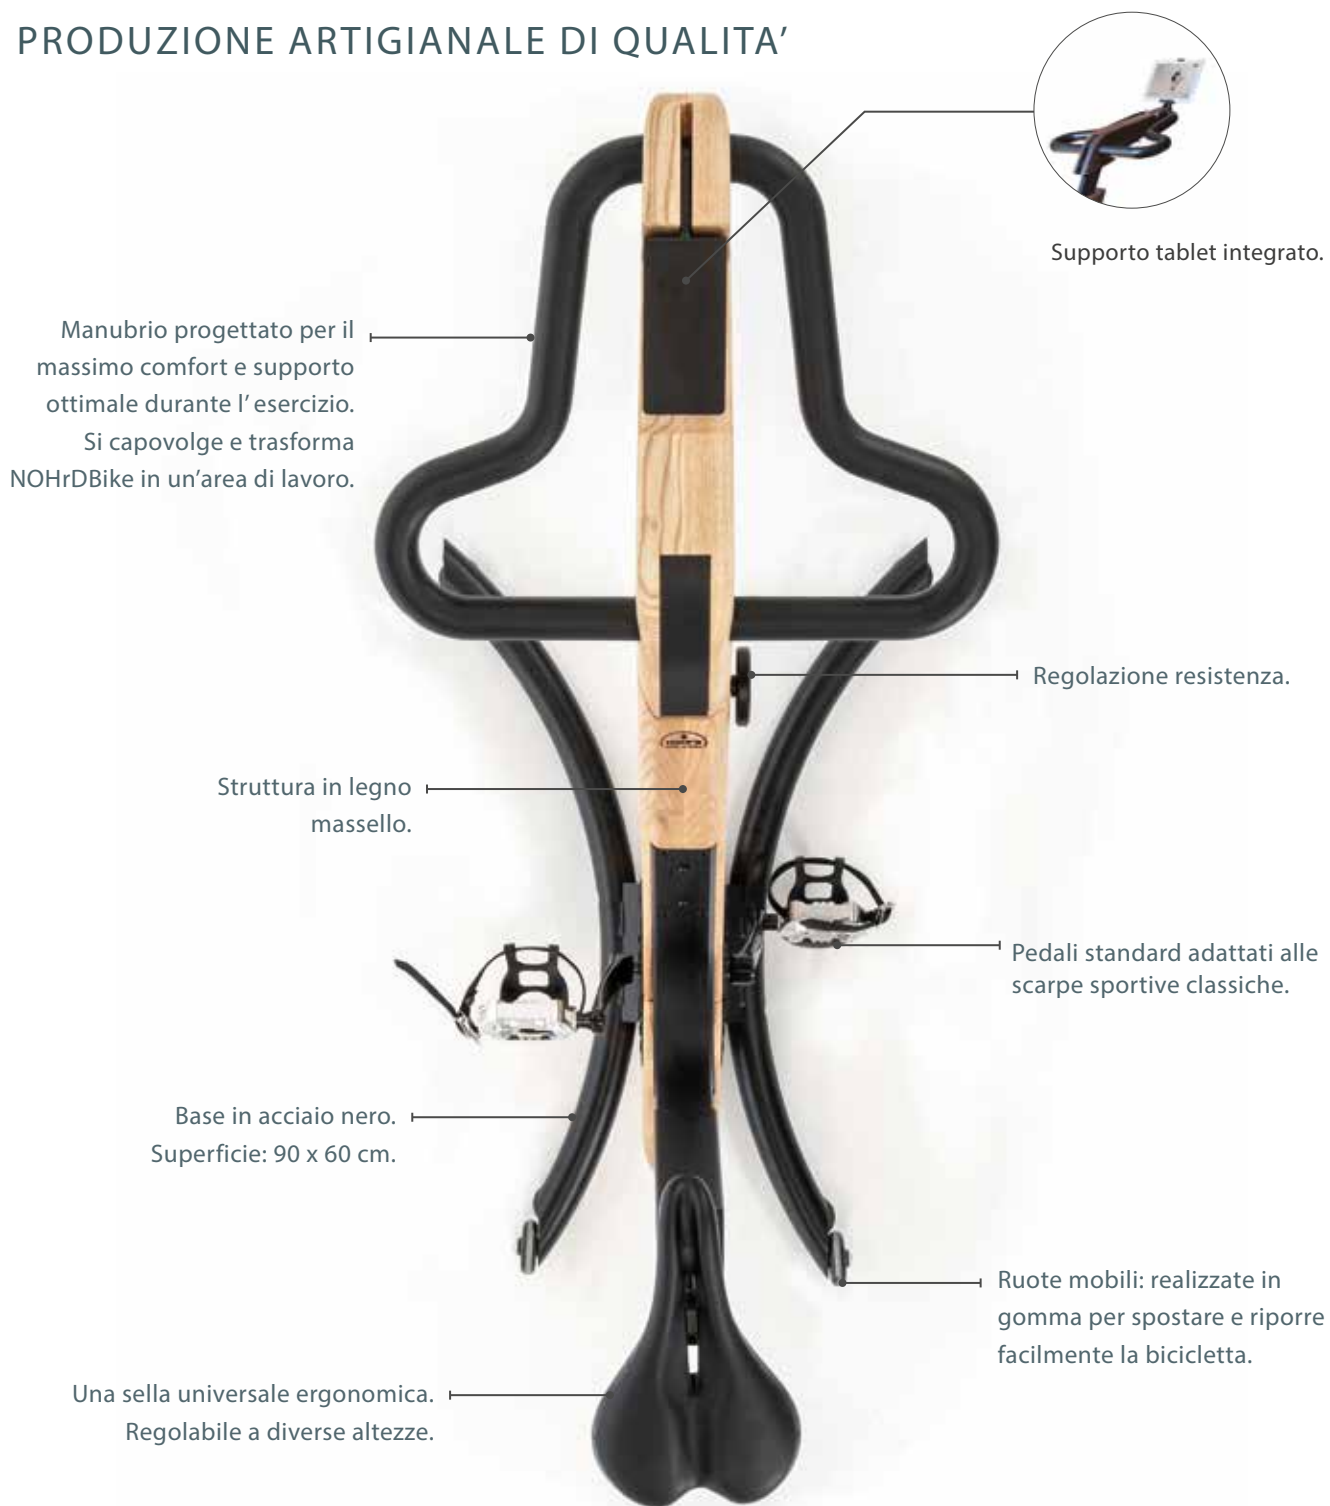 PRODUZIONE ARTIGIANALE DI QUALITA’
Supporto tablet integrato.
Manubrio progettato per il
massimo comfort e supporto
ottimale durante l’ esercizio.
Si capovolge e trasforma
NOHrDBike in un’area di lavoro.
Regolazione resistenza.
Struttura in legno
massello.
Pedali standard adattati alle
scarpe sportive classiche.
Base in acciaio nero.
Superficie: 90 x 60 cm.
Ruote mobili: realizzate in
gomma per spostare e riporre
facilmente la bicicletta.
Una sella universale ergonomica.
Regolabile a diverse altezze.